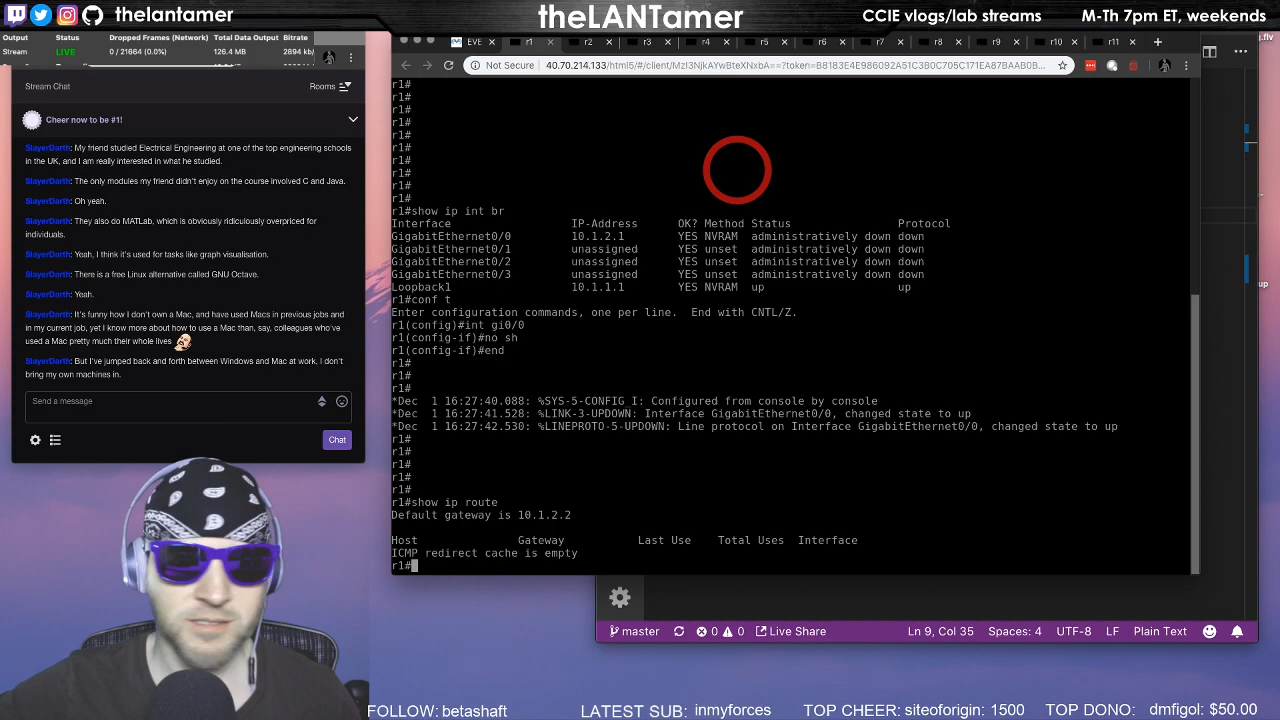 thelantamer
theLANTamer
CCIE vlogs/lab streams
M-Th 7pm ET, weekends
Output
Status
Dropped Frames (Network)
Total Data Output
Bitrate
Stream
LIVE
0 / 21664 (0.0%)
126.4 MB
2894 kb/
Stream Chat
Rooms
Cheer now to be #1!
SlayerDarth: My friend studied Electrical Engineering at one of the top engineering schools
in the UK, and I am really interested in what he studied.
SlayerDarth: The only modules my friend didn't enjoy on the course involved C and Java.
SlayerDarth: Oh yeah.
SlayerDarth: They also do MATLab, which is obviously ridiculously overpriced for
individuals.
SlayerDarth: Yeah, I think it's used for tasks like graph visualisation.
SlayerDarth: There is a free Linux alternative called GNU Octave.
SlayerDarth: Yeah.
SlayerDarth: It's funny how I don't own a Mac, and have used Macs in previous jobs and
in my current job, yet I know more about how to use a Mac than, say, colleagues who've
used a Mac pretty much their whole lives
SlayerDarth: But I've jumped back and forth between Windows and Mac at work, I don't
bring my own machines in.
Send a message
Chat
EVE
r1
r2
r3
r4
r5
r6
r7
r8
r9
r10
r11
Not Secure
40.70.214.133/html5/#/client/MzI3NjkAYwBteXNxbA==?token=B8183E4E986092A51C3B0C705C171EA87BAA0B...
r1#
r1#
r1#
r1#
r1#
r1#
r1#
r1#
r1#
r1#
r1#show ip int br
Interface IP-Address OK? Method Status Protocol
GigabitEthernet0/0 10.1.2.1 YES NVRAM administratively down down
GigabitEthernet0/1 unassigned YES unset administratively down down
GigabitEthernet0/2 unassigned YES unset administratively down down
GigabitEthernet0/3 unassigned YES unset administratively down down
Loopback1 10.1.1.1 YES NVRAM up up
r1#conf t
Enter configuration commands, one per line. End with CNTL/Z.
r1(config)#int gi0/0
r1(config-if)#no sh
r1(config-if)#end
r1#
r1#
r1#
*Dec 1 16:27:40.088: %SYS-5-CONFIG_I: Configured from console by console
*Dec 1 16:27:41.528: %LINK-3-UPDOWN: Interface GigabitEthernet0/0, changed state to up
*Dec 1 16:27:42.530: %LINEPROTO-5-UPDOWN: Line protocol on Interface GigabitEthernet0/0, changed state to up
r1#
r1#
r1#
r1#
r1#
r1#show ip route
Default gateway is 10.1.2.2
Host Gateway Last Use Total Uses Interface
ICMP redirect cache is empty
r1#
.flv
up
master
0
0
Live Share
Ln 9, Col 35
Spaces: 4
UTF-8
LF
Plain Text
FOLLOW: betashaft
LATEST SUB: inmyforces
TOP CHEER: siteoforigin: 1500
TOP DONO: dmfigol: $50.00